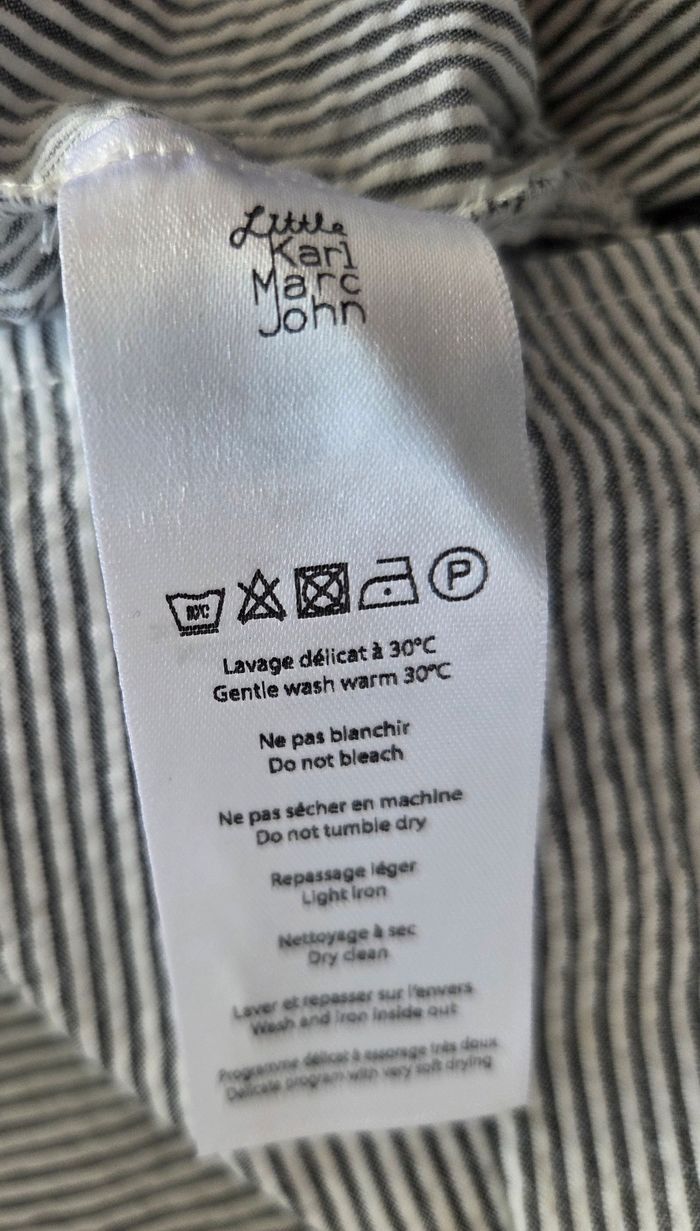 Little
Karl
Marc
John
30°C P
Lavage délicat à 30°C
Gentle wash warm 30°C
Ne pas blanchir
Do not bleach
Ne pas sécher en machine
Do not tumble dry
Repassage léger
Light iron
Nettoyage à sec
Dry clean
Laver et repasser sur l'envers
Wash and iron inside out
Programme délicat à essorage très doux
Délicate program with very soft drying